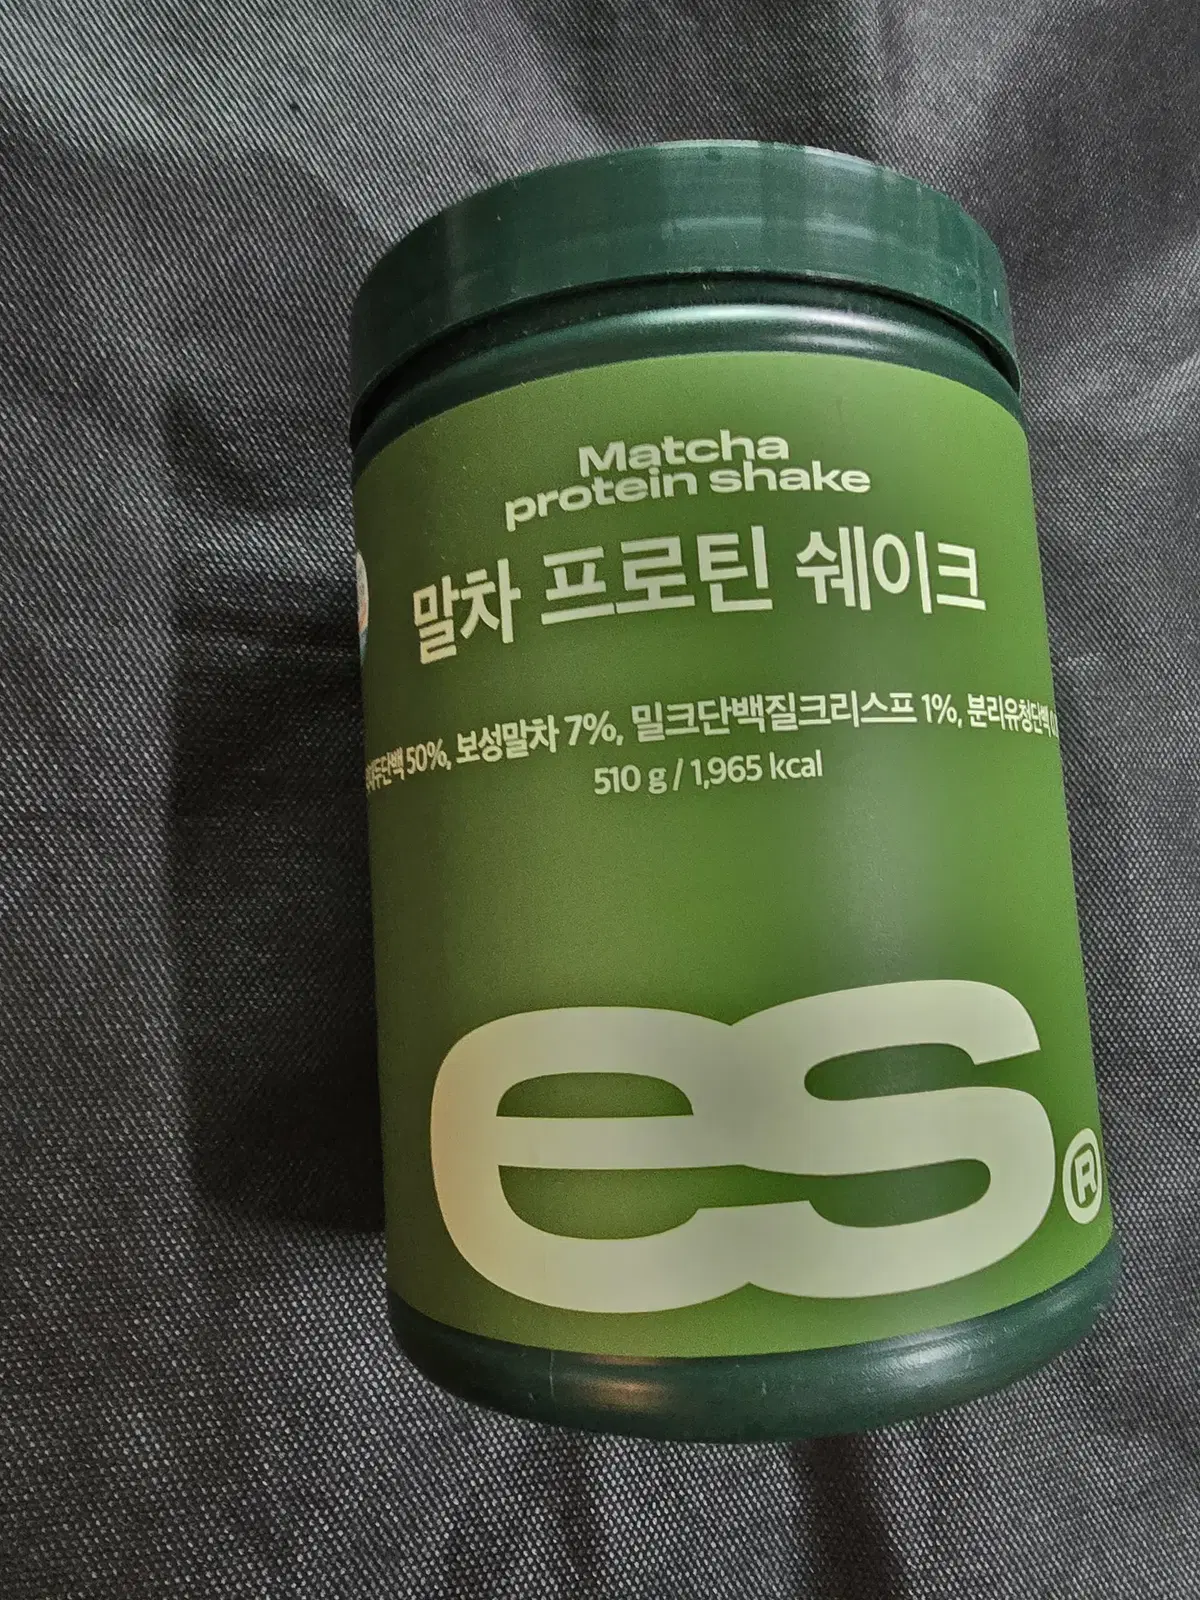 Matcha
protein shake
말차 프로틴 쉐이크
50%, 보성말차 7%, 밀크단백질크리스프 1%, 분리유청단백
510 g / 1,965 kcal
es®